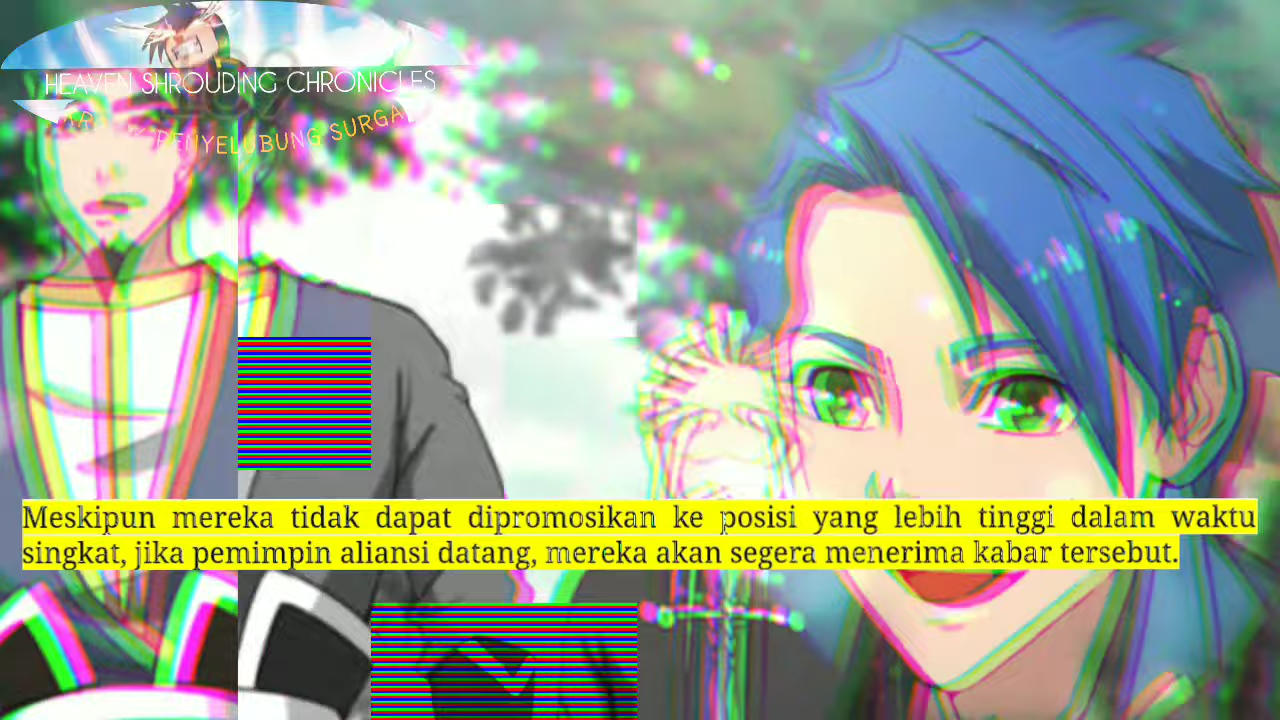 HEAVEN SHROUDING CHRONICLES
PENYELUBUNG SURGA
Meskipun mereka tidak dapat dipromosikan ke posisi yang lebih tinggi dalam waktu
singkat, jika pemimpin aliansi datang, mereka akan segera menerima kabar tersebut.